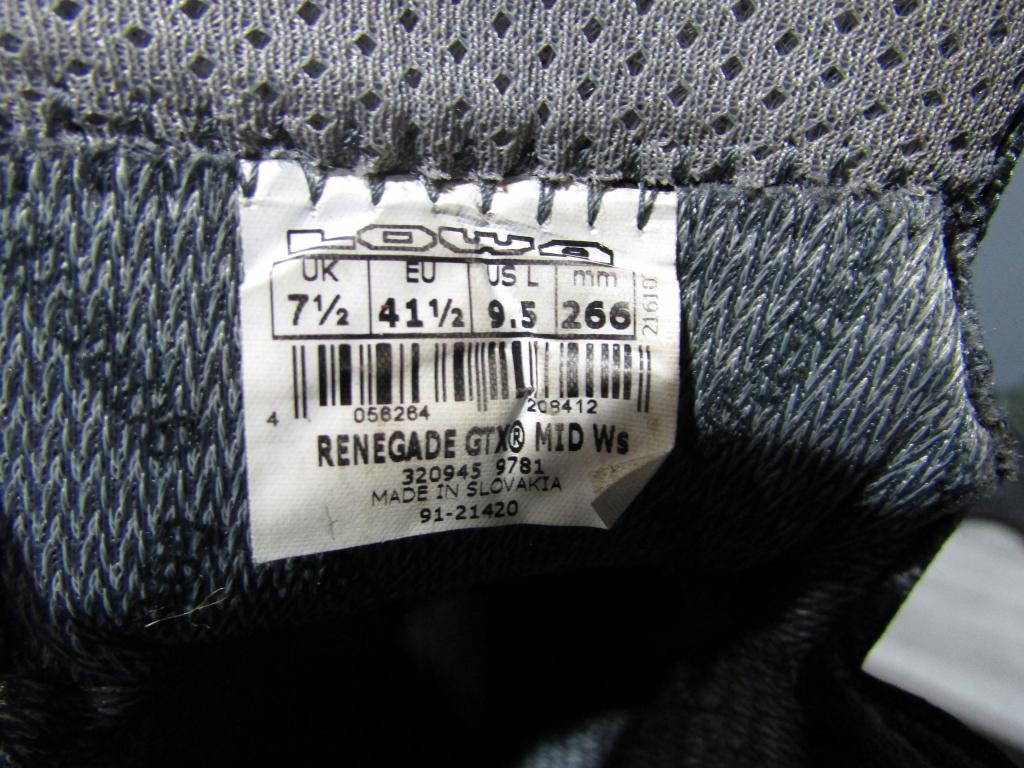 LOWA
UK EU US L mm
7½ 41½ 9.5 266
21610
4 056264 208412
RENEGADE GTX® MID Ws
320945 9781
MADE IN SLOVAKIA
91-21420